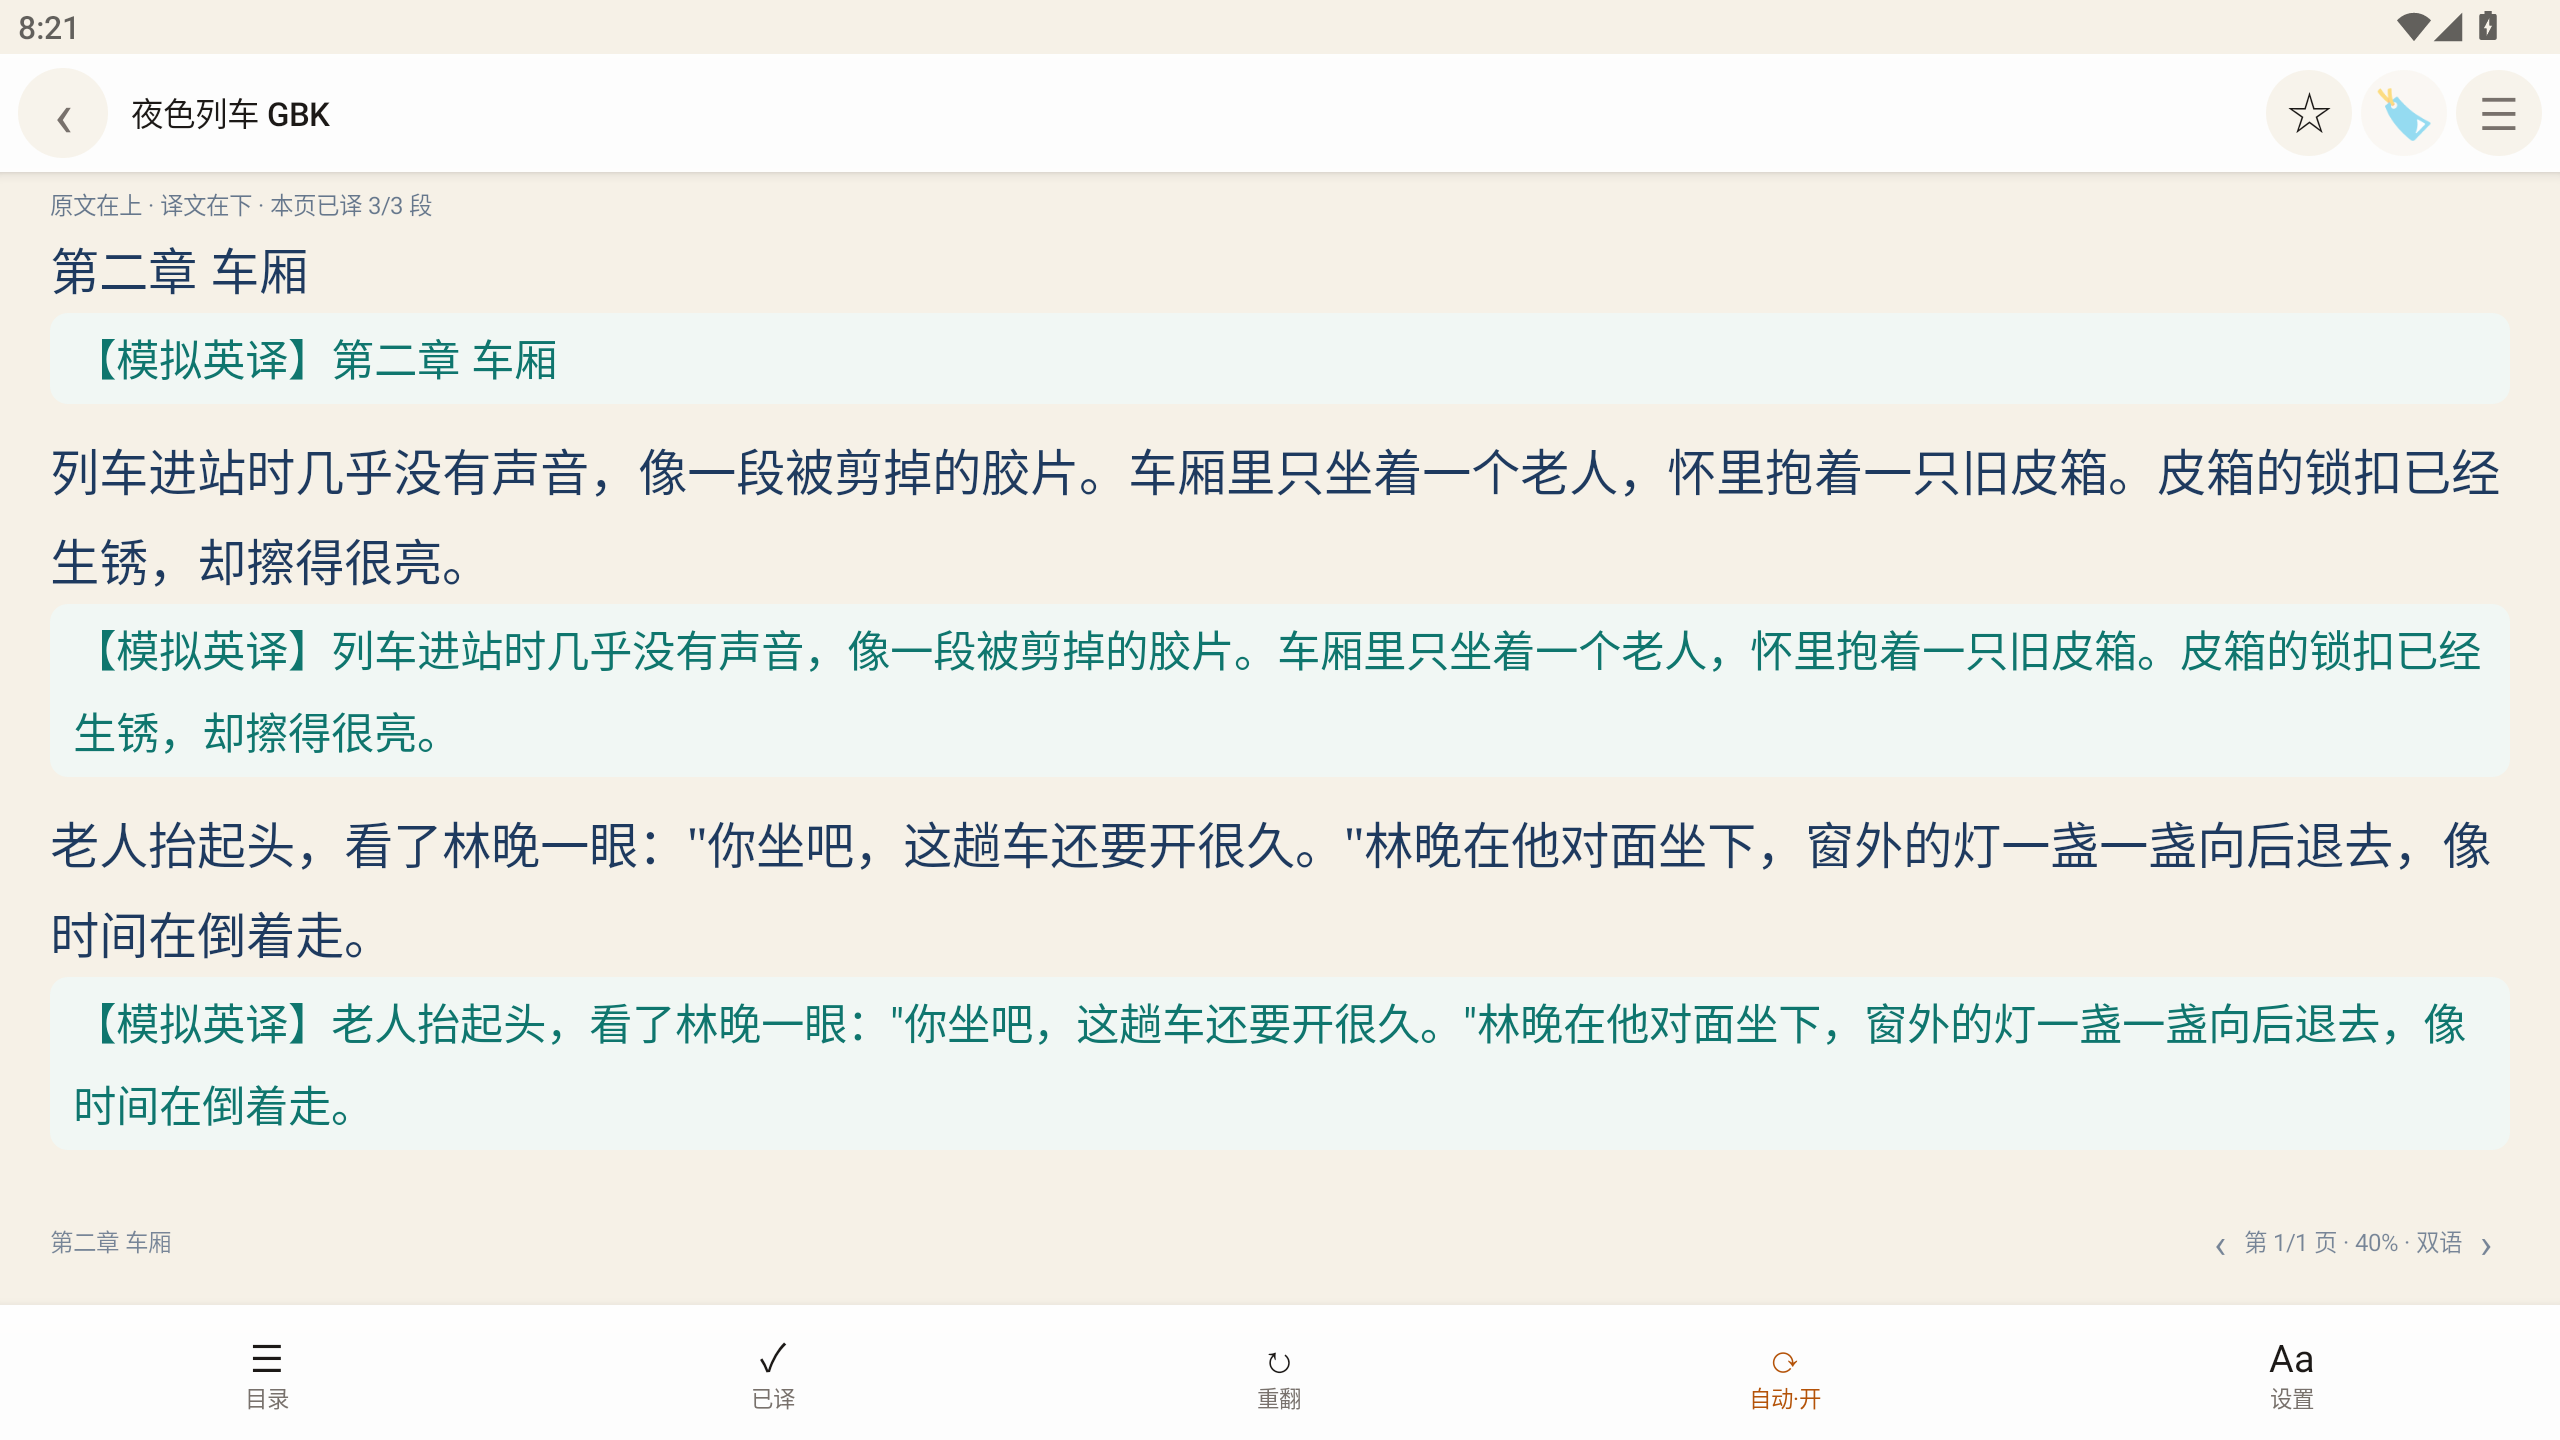 8:21
夜色列车 GBK
原文在上 · 译文在下 · 本页已译 3/3 段
第二章 车厢
【模拟英译】第二章 车厢
列车进站时几乎没有声音，像一段被剪掉的胶片。车厢里只坐着一个老人，怀里抱着一只旧皮箱。皮箱的锁扣已经
生锈，却擦得很亮。
【模拟英译】列车进站时几乎没有声音，像一段被剪掉的胶片。车厢里只坐着一个老人，怀里抱着一只旧皮箱。皮箱的锁扣已经
生锈，却擦得很亮。
老人抬起头，看了林晚一眼："你坐吧，这趟车还要开很久。"林晚在他对面坐下，窗外的灯一盏一盏向后退去，像
时间在倒着走。
【模拟英译】老人抬起头，看了林晚一眼："你坐吧，这趟车还要开很久。"林晚在他对面坐下，窗外的灯一盏一盏向后退去，像
时间在倒着走。
第二章 车厢
‹ 第 1/1 页 · 40% · 双语 ›
目录
已译
重翻
自动·开
Aa
设置